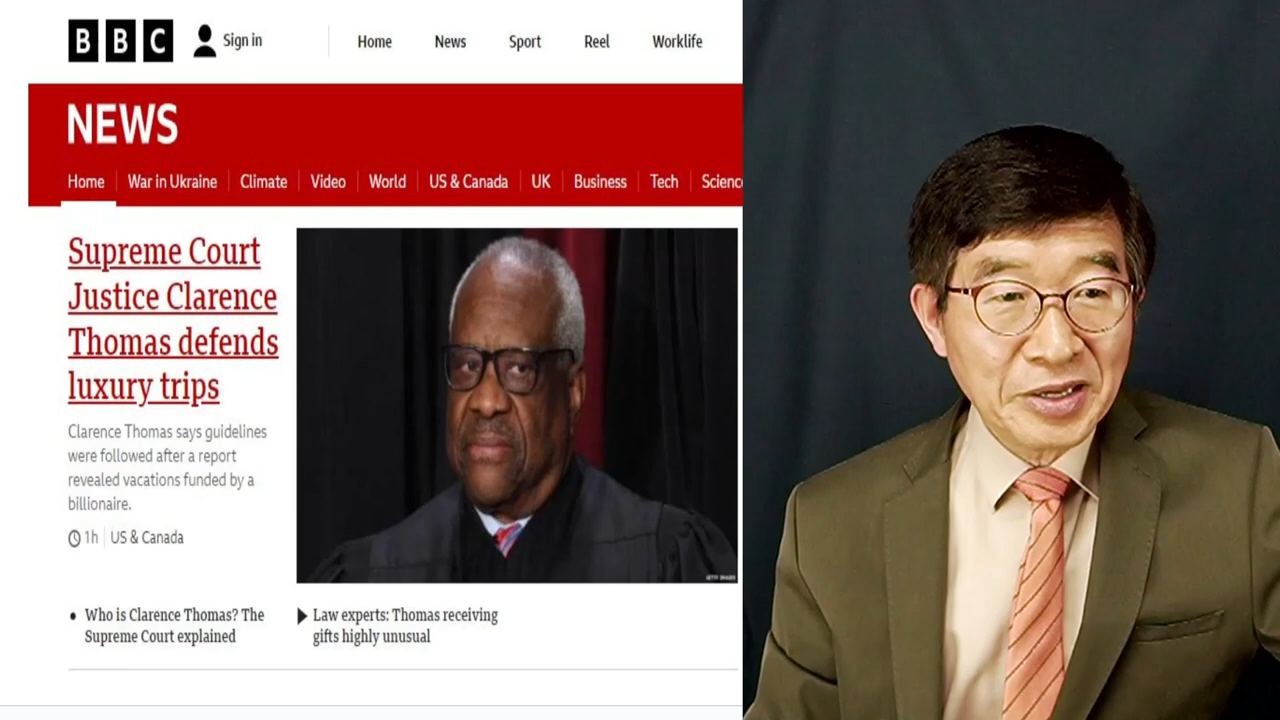 BBC Sign in Home News Sport Reel Worklife
NEWS
Home War in Ukraine Climate Video World US & Canada UK Business Tech Science
Supreme Court
Justice Clarence
Thomas defends
luxury trips
Clarence Thomas says guidelines
were followed after a report
revealed vacations funded by a
billionaire.
1h US & Canada
GETTY IMAGES
Who is Clarence Thomas? The
Supreme Court explained
Law experts: Thomas receiving
gifts highly unusual